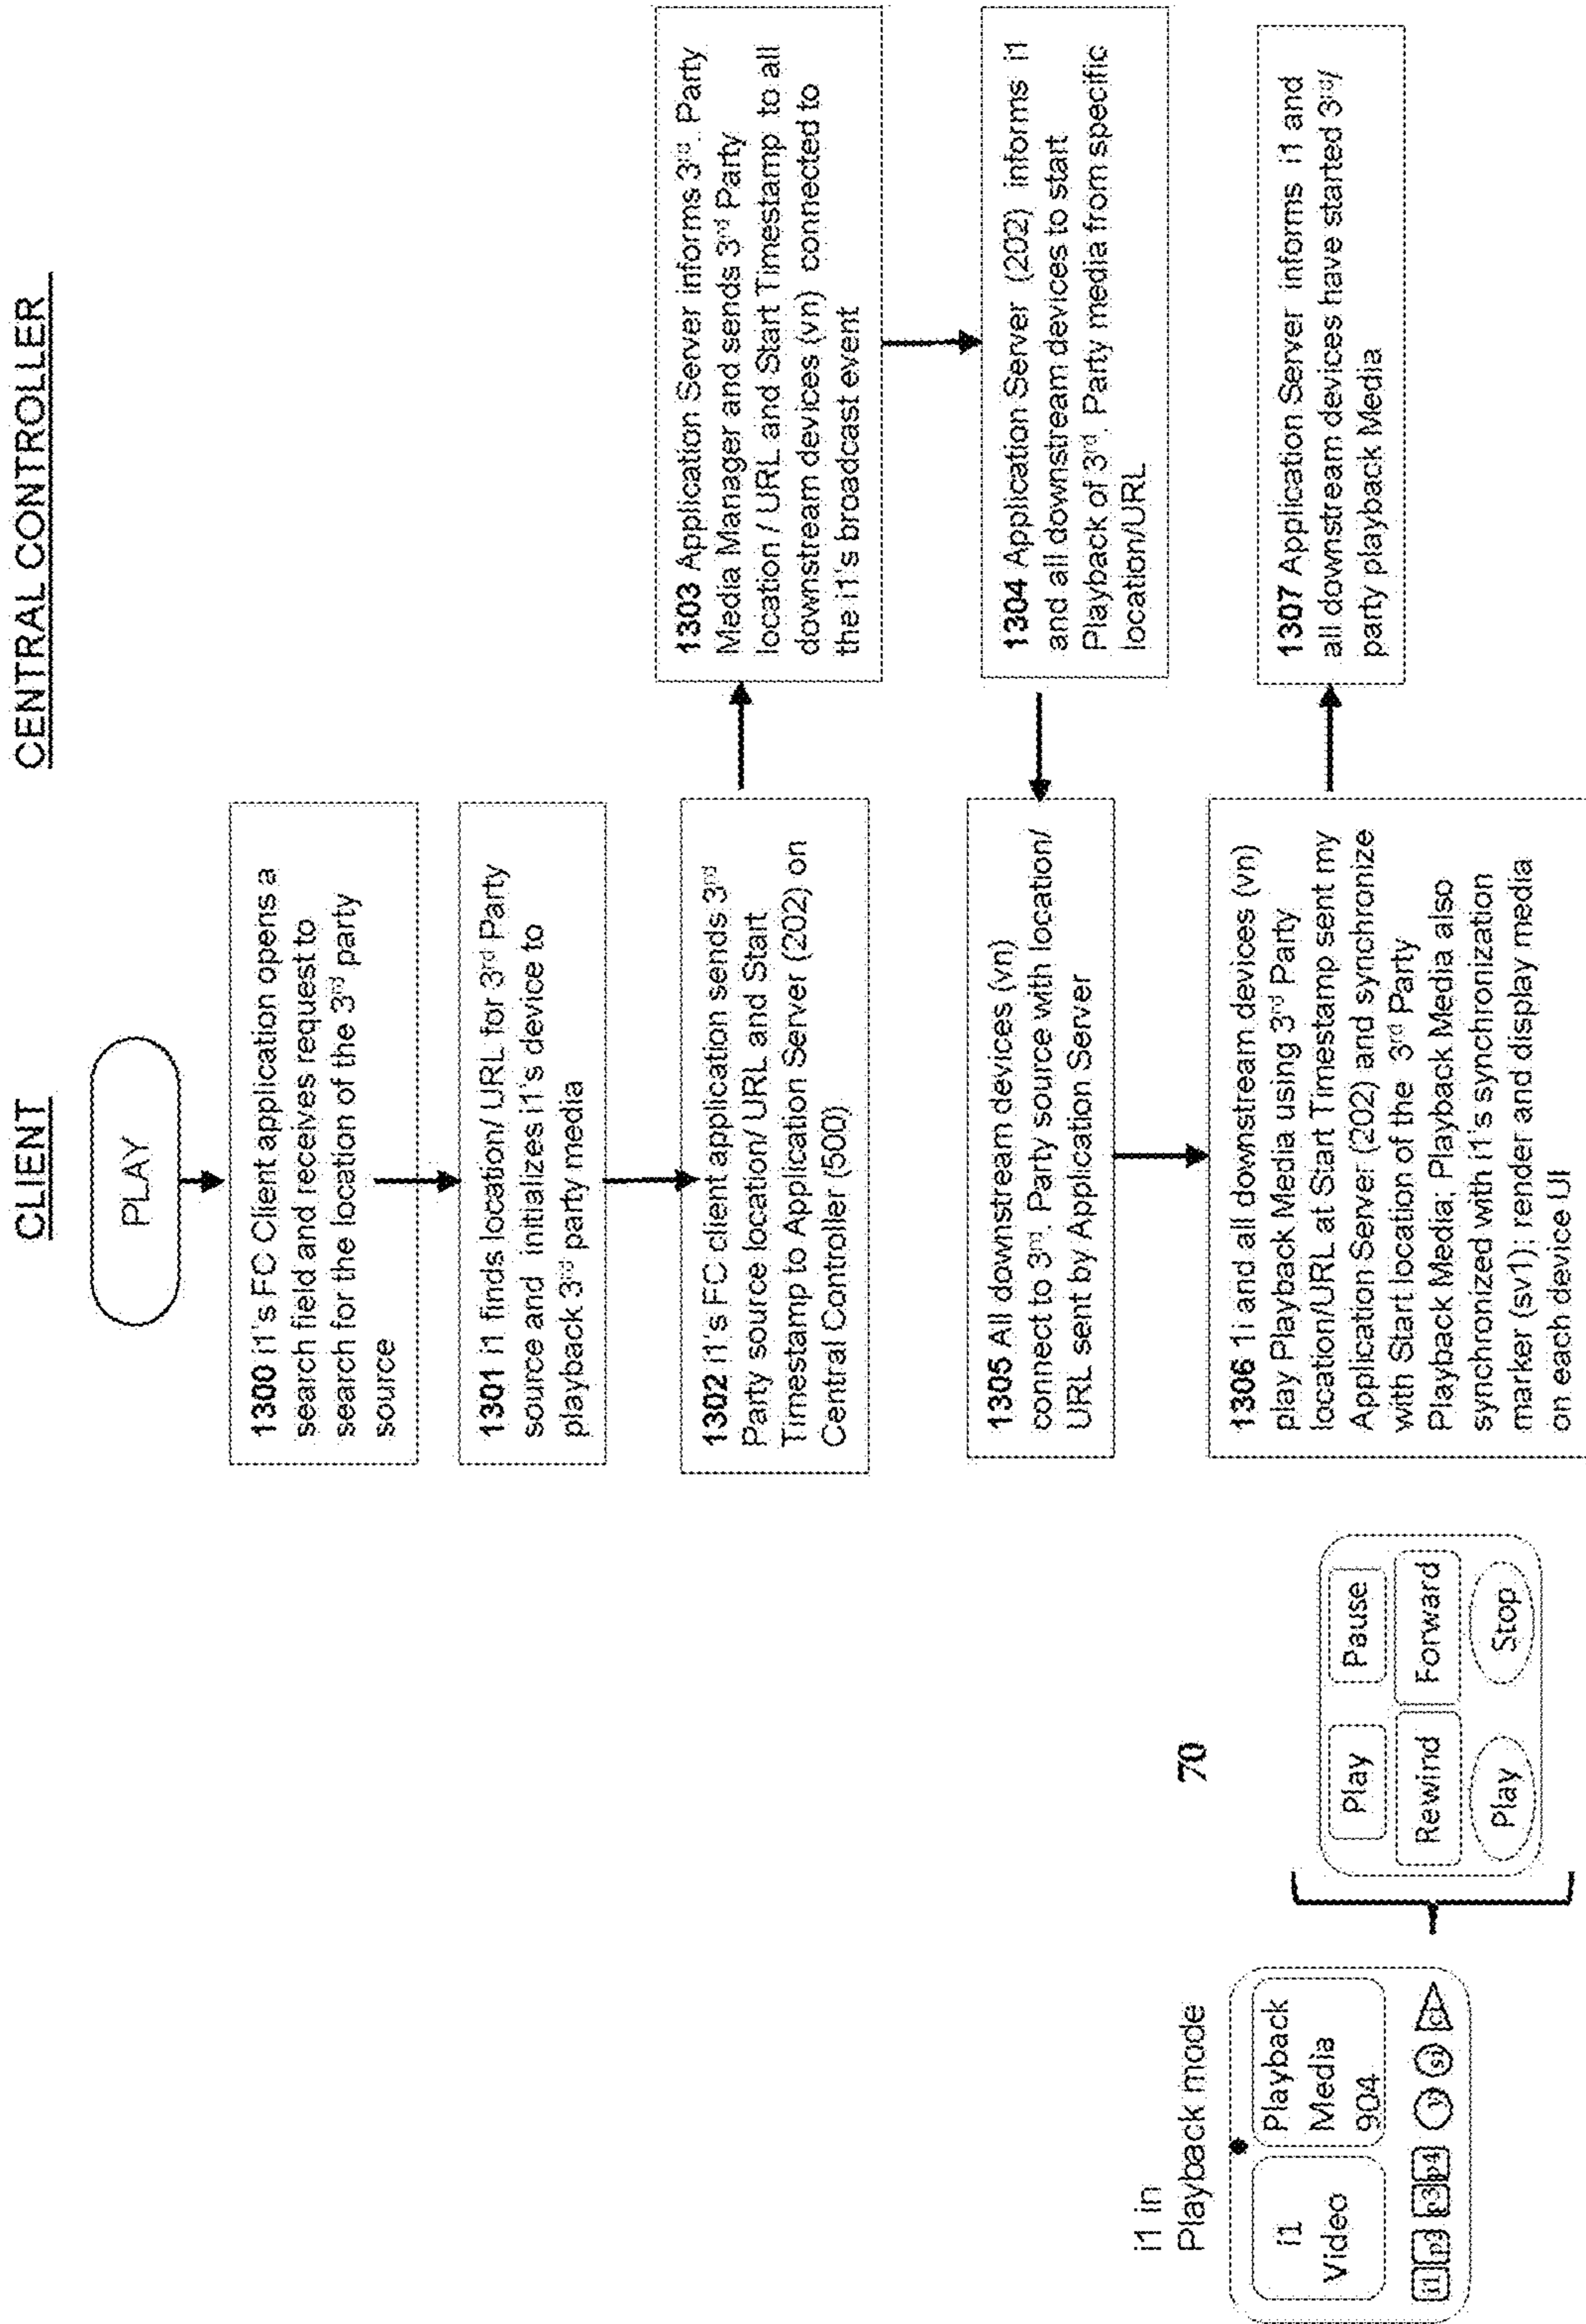 CLIENT
CENTRAL CONTROLLER
PLAY
1300 i1's FC Client application opens a
search field and receives request to
search for the location of the 3rd party
source
1301 i1 finds location/ URL for 3rd Party
source and initializes i1's device to
playback 3rd party media
1302 i1's FC client application sends 3rd
Party source location/ URL and Start
Timestamp to Application Server (202) on
Central Controller (500)
1303 Application Server informs 3rd. Party
Media Manager and sends 3rd Party
location / URL and Start Timestamp to all
downstream devices (vn) connected to
the i1's broadcast event
1304 Application Server (202) informs i1
and all downstream devices to start
Playback of 3rd. Party media from specific
location/URL
1305 All downstream devices (vn)
connect to 3rd. Party source with location/
URL sent by Application Server
1306 1i and all downstream devices (vn)
play Playback Media using 3rd Party
location/URL at Start Timestamp sent my
Application Server (202) and synchronize
with Start location of the 3rd Party
Playback Media; Playback Media also
synchronized with i1's synchronization
marker (sv1); render and display media
on each device UI
1307 Application Server informs i1 and
all downstream devices have started 3rd/
party playback Media
i1 in
Playback mode
i1
Video
Playback
Media
904
i1 p2 p3 p4 y si
70
Play Pause
Rewind Forward
Play Stop